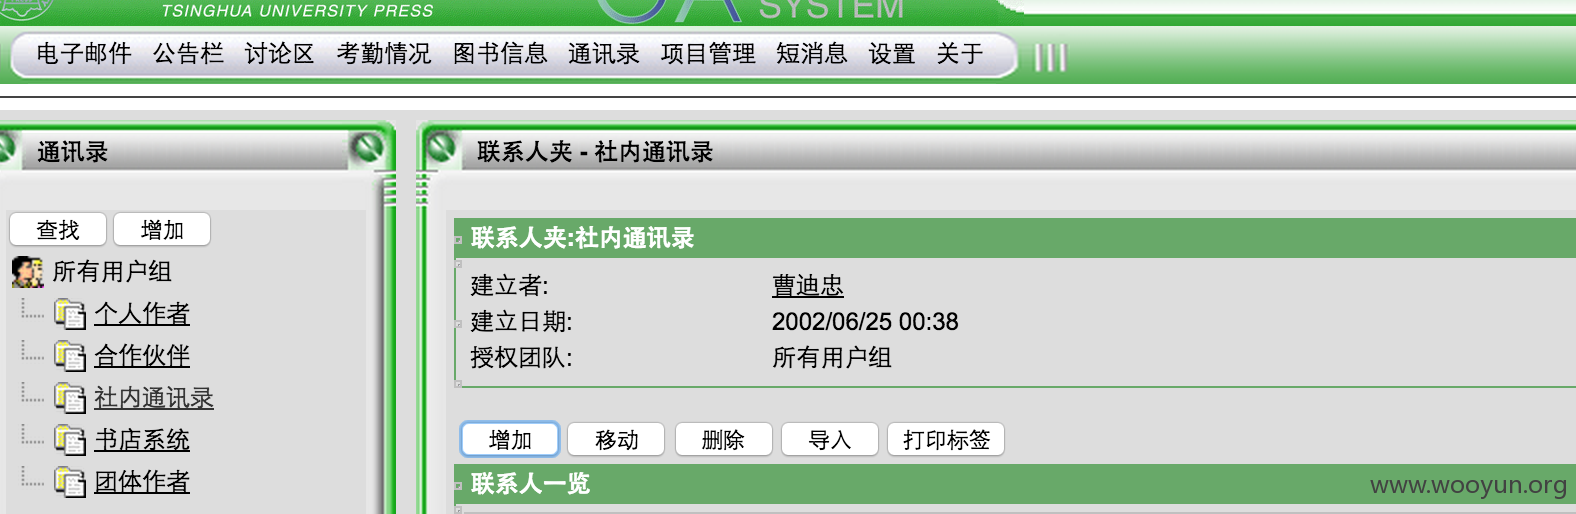 TSINGHUA UNIVERSITY PRESS
OA SYSTEM
电子邮件 公告栏 讨论区 考勤情况 图书信息 通讯录 项目管理 短消息 设置 关于
通讯录
查找 增加
所有用户组
个人作者
合作伙伴
社内通讯录
书店系统
团体作者
联系人夹 - 社内通讯录
联系人夹:社内通讯录
建立者: 曹迪忠
建立日期: 2002/06/25 00:38
授权团队: 所有用户组
增加 移动 删除 导入 打印标签
联系人一览
www.wooyun.org